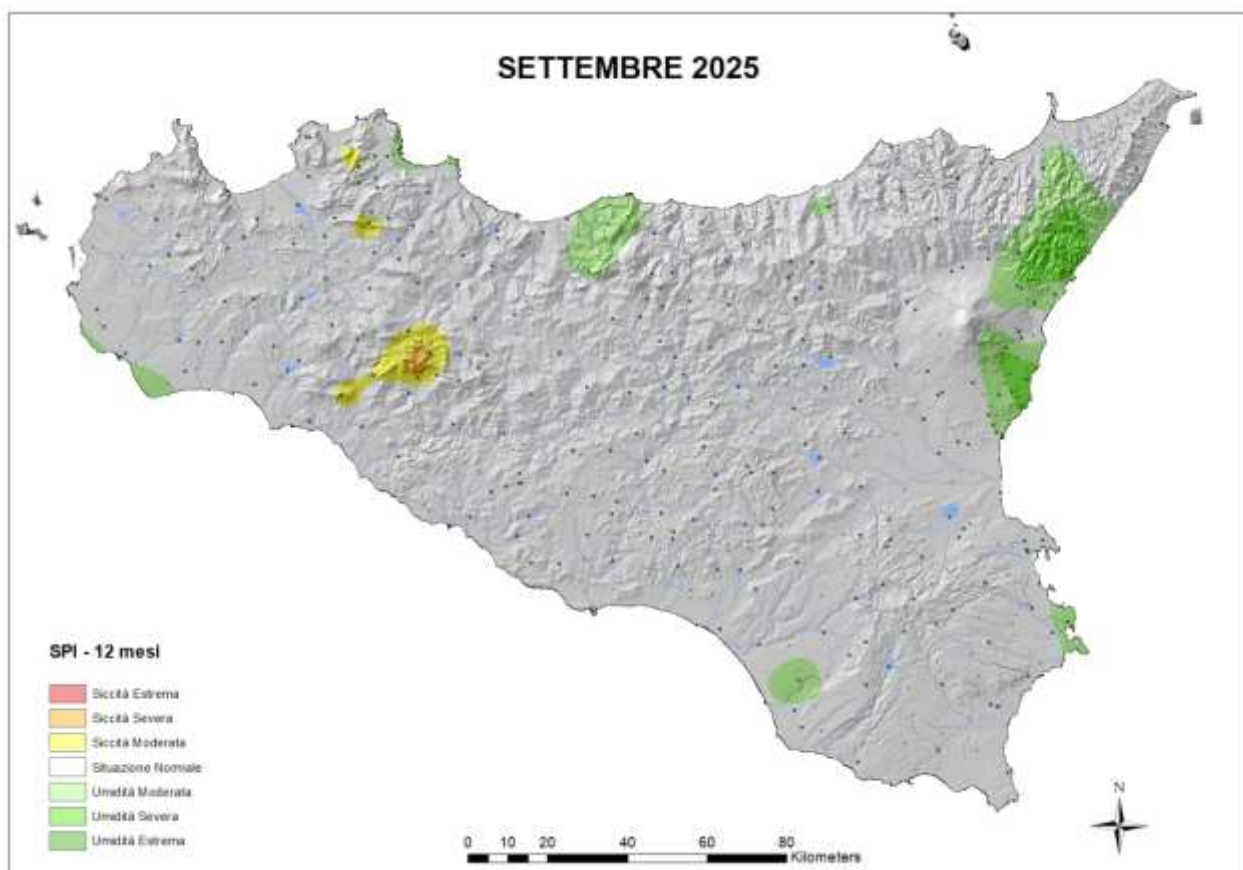 SETTEMBRE 2025
SPI - 12 mesi
Siccità Estrema
Siccità Severa
Siccità Moderata
Situazione Normale
Umidità Moderata
Umidità Severa
Umidità Estrema
0 10 20 40 60 80
Kilometers
N